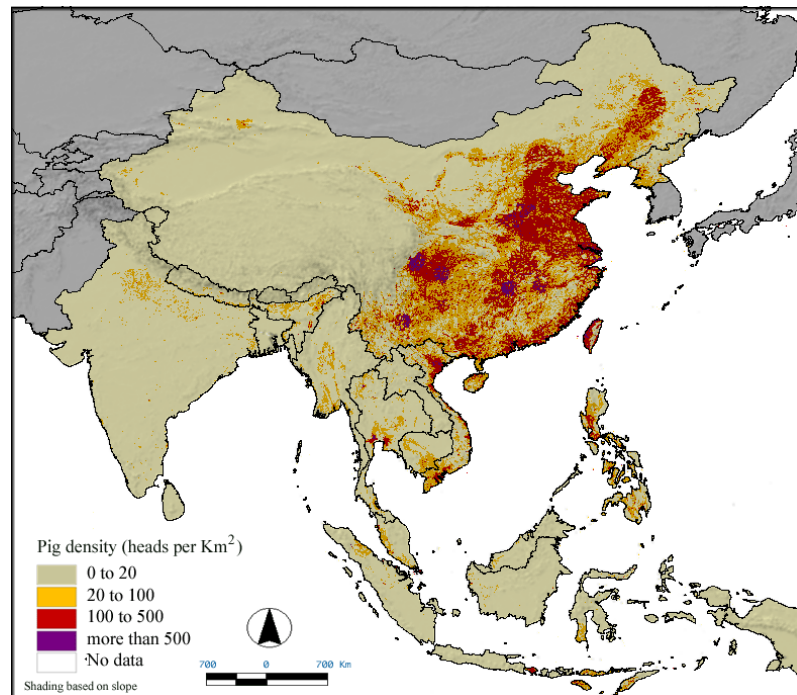 Pig density (heads per Km²)
0 to 20
20 to 100
100 to 500
more than 500
No data
700 0 700 Km
Shading based on slope